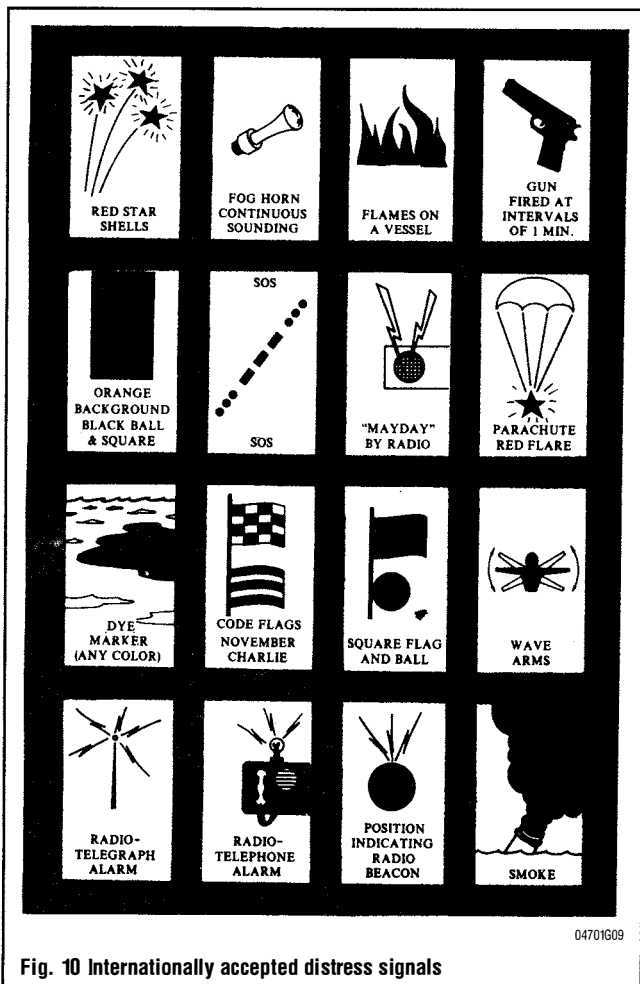 RED STAR
SHELLS
FOG HORN
CONTINUOUS
SOUNDING
FLAMES ON
A VESSEL
GUN
FIRED AT
INTERVALS
OF 1 MIN.
ORANGE
BACKGROUND
BLACK BALL
& SQUARE
SOS
SOS
"MAYDAY"
BY RADIO
PARACHUTE
RED FLARE
DYE
MARKER
(ANY COLOR)
CODE FLAGS
NOVEMBER
CHARLIE
SQUARE FLAG
AND BALL
WAVE
ARMS
RADIO-
TELEGRAPH
ALARM
RADIO-
TELEPHONE
ALARM
POSITION
INDICATING
RADIO
BEACON
SMOKE
04701G09
Fig. 10 Internationally accepted distress signals